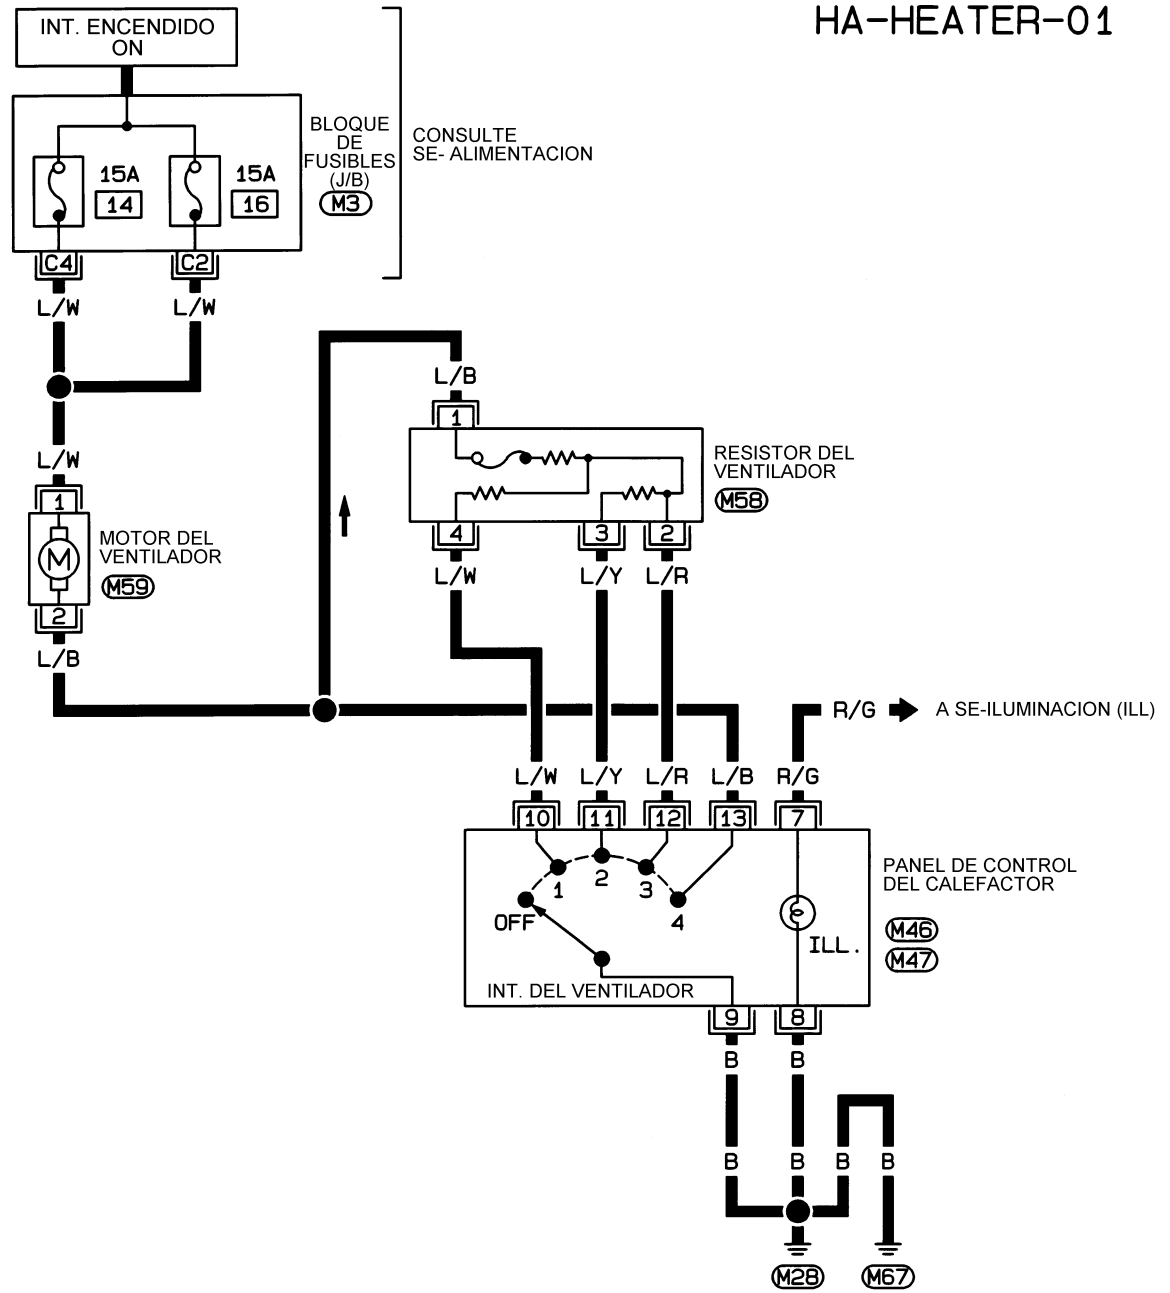 HA-HEATER-01
INT. ENCENDIDO
ON
BLOQUE
DE
FUSIBLES
(J/B)
M3
CONSULTE
SE- ALIMENTACION
15A
14
15A
16
C4
C2
L/W
L/W
L/B
1
RESISTOR DEL
VENTILADOR
M58
L/W
1
MOTOR DEL
VENTILADOR
M59
M
2
L/B
4
3
2
L/W
L/Y
L/R
R/G
A SE-ILUMINACION (ILL)
L/W
L/Y
L/R
L/B
R/G
10
11
12
13
7
PANEL DE CONTROL
DEL CALEFACTOR
M46
M47
1
2
3
4
OFF
ILL.
INT. DEL VENTILADOR
9
8
B
B
B
B
B
B
M28
M67